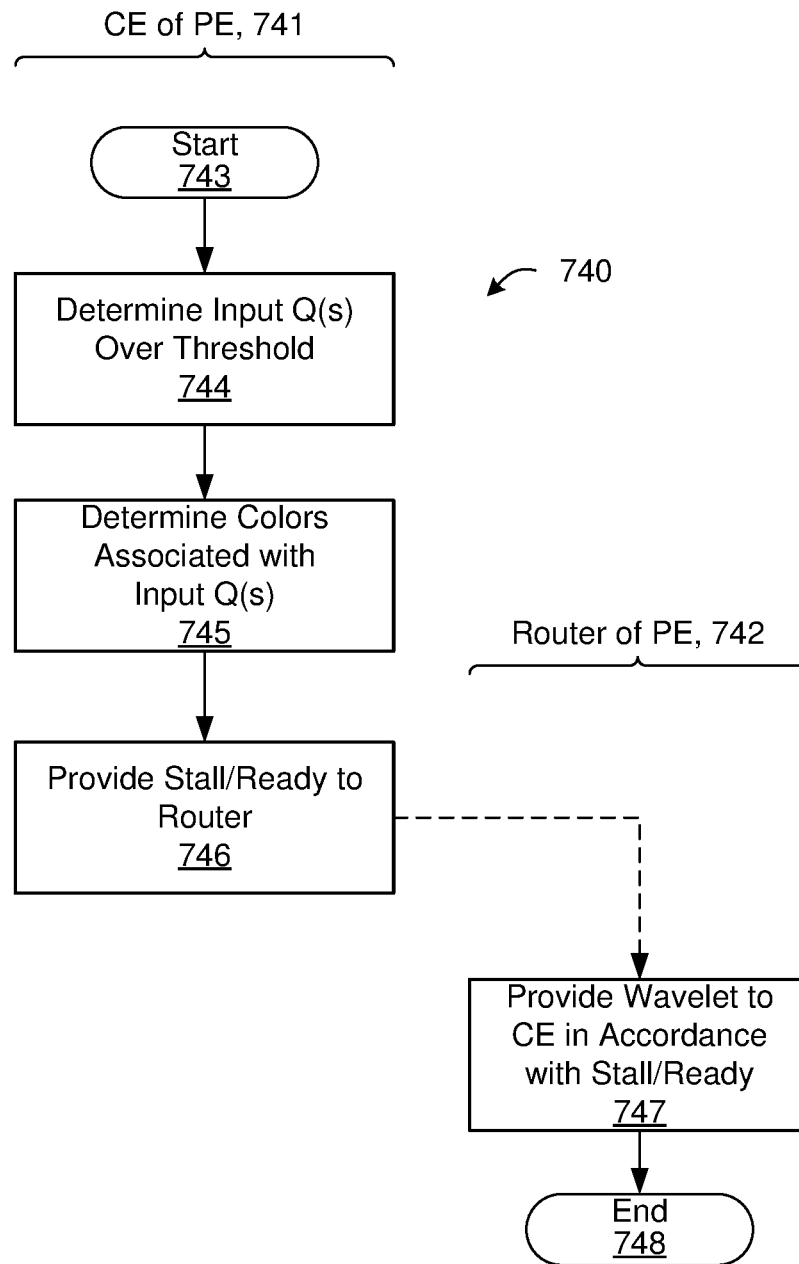 CE of PE, 741
Start
743
740
Determine Input Q(s)
Over Threshold
744
Determine Colors
Associated with
Input Q(s)
745
Router of PE, 742
Provide Stall/Ready to
Router
746
Provide Wavelet to
CE in Accordance
with Stall/Ready
747
End
748